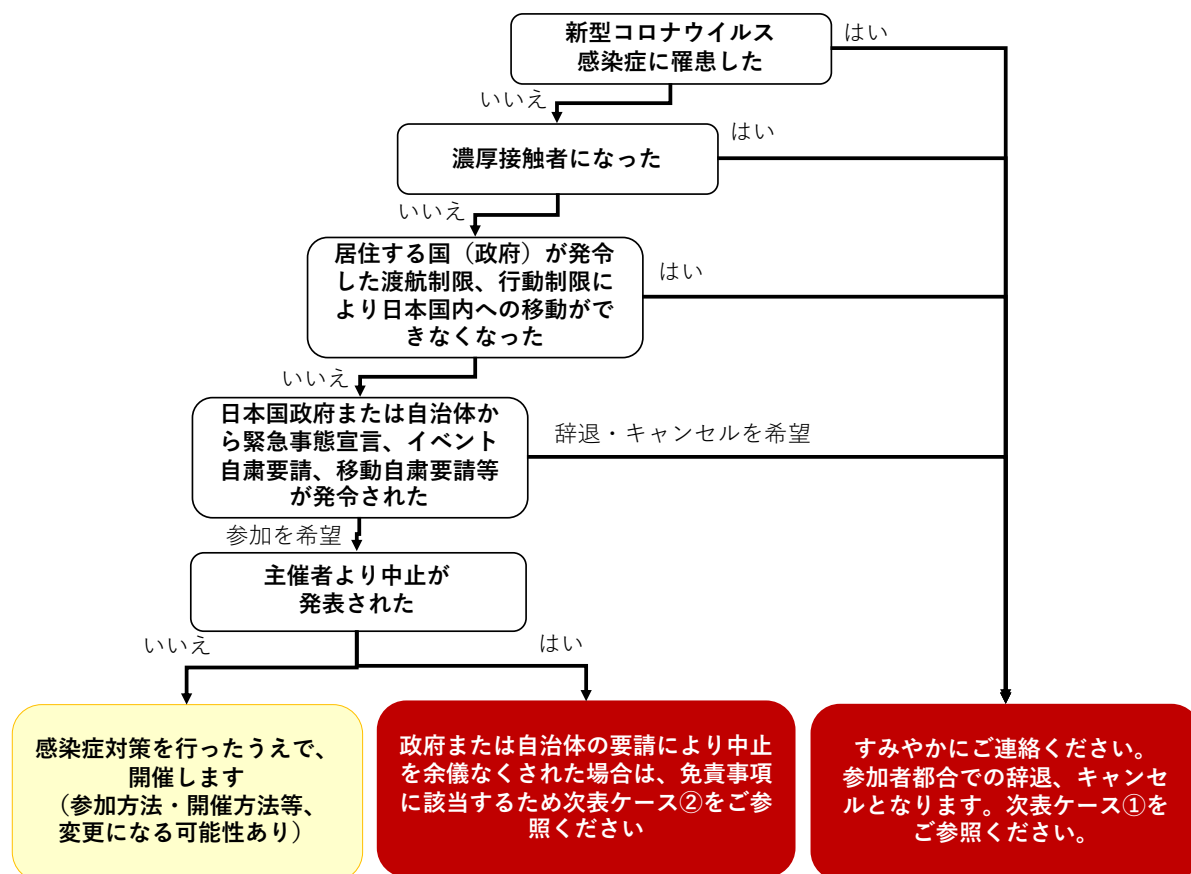 新型コロナウイルス
感染症に罹患した
はい
いいえ
濃厚接触者になった
はい
いいえ
居住する国（政府）が発令
した渡航制限、行動制限に
より日本国内への移動がで
きなくなった
はい
いいえ
日本国政府または自治体か
ら緊急事態宣言、イベント
自粛要請、移動自粛要請等
が発令された
辞退・キャンセルを希望
参加を希望
主催者より中止が
発表された
いいえ
はい
感染症対策を行ったうえで、
開催します
（参加方法・開催方法等、
変更になる可能性あり）
政府または自治体の要請により中止
を余儀なくされた場合は、免責事項
に該当するため次表ケース②をご参
照ください
すみやかにご連絡ください。
参加者都合での辞退、キャンセ
ルとなります。次表ケース①を
ご参照ください。